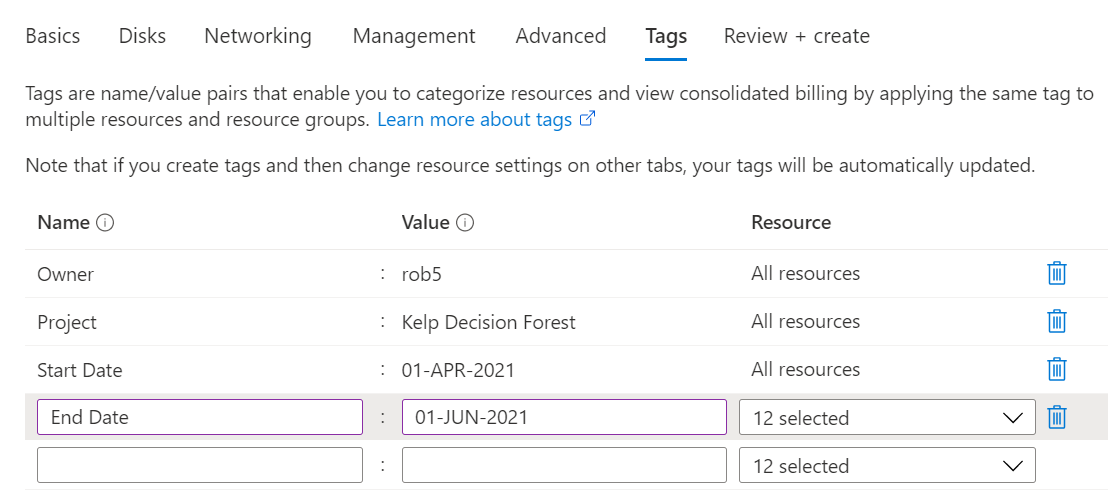 Basics Disks Networking Management Advanced Tags Review + create
Tags are name/value pairs that enable you to categorize resources and view consolidated billing by applying the same tag to
multiple resources and resource groups. Learn more about tags
Note that if you create tags and then change resource settings on other tabs, your tags will be automatically updated.
Name Value Resource
Owner : rob5 All resources
Project : Kelp Decision Forest All resources
Start Date : 01-APR-2021 All resources
End Date : 01-JUN-2021 12 selected
: 12 selected